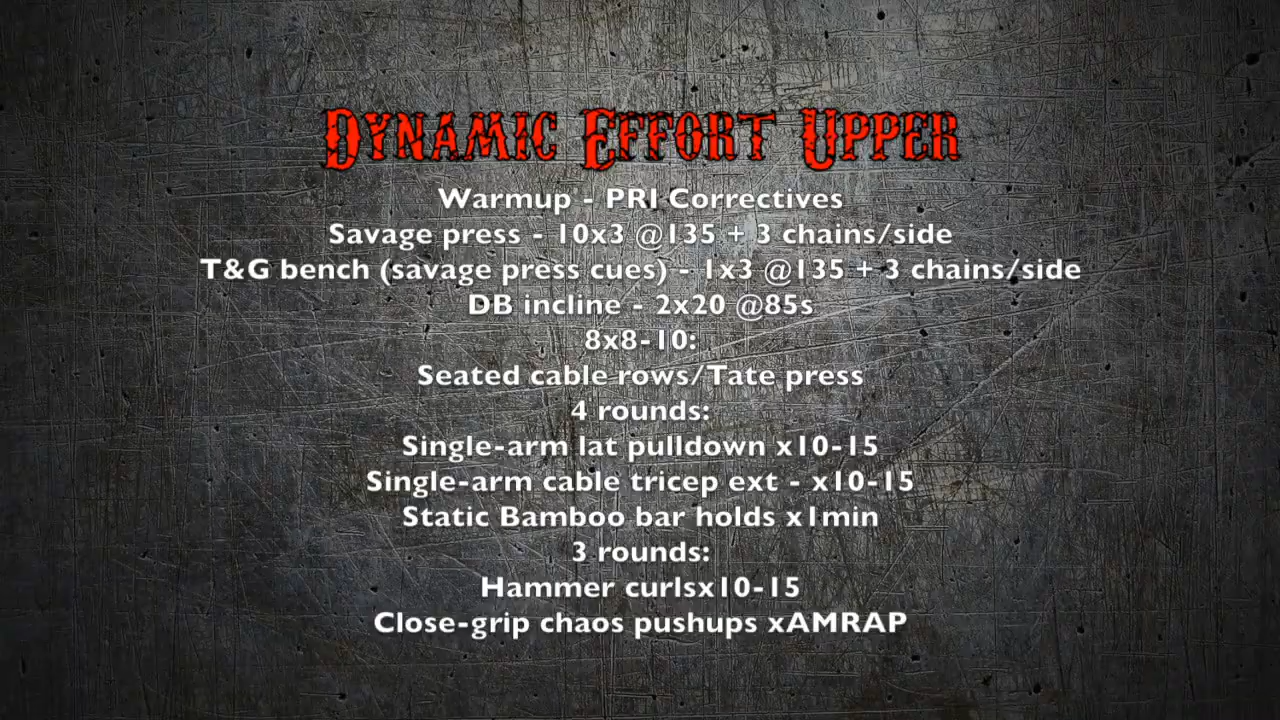 Dynamic Effort Upper
Warmup - PRI Correctives
Savage press - 10x3 @135 + 3 chains/side
T&G bench (savage press cues) - 1x3 @135 + 3 chains/side
DB incline - 2x20 @85s
8x8-10:
Seated cable rows/Tate press
4 rounds:
Single-arm lat pulldown x10-15
Single-arm cable tricep ext - x10-15
Static Bamboo bar holds x1min
3 rounds:
Hammer curlsx10-15
Close-grip chaos pushups xAMRAP